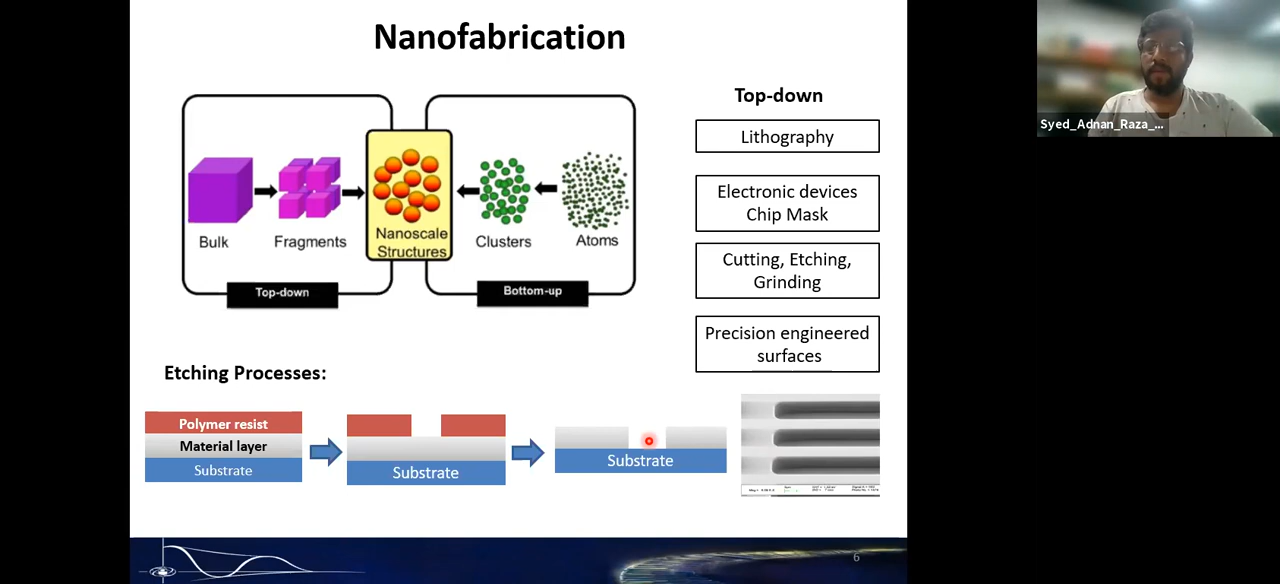 Nanofabrication
Bulk
Fragments
Nanoscale
Structures
Clusters
Atoms
Top-down
Bottom-up
Top-down
Lithography
Electronic devices
Chip Mask
Cutting, Etching,
Grinding
Precision engineered
surfaces
Etching Processes:
Polymer resist
Material layer
Substrate
Substrate
Substrate
6
Syed_Adnan_Raza_...